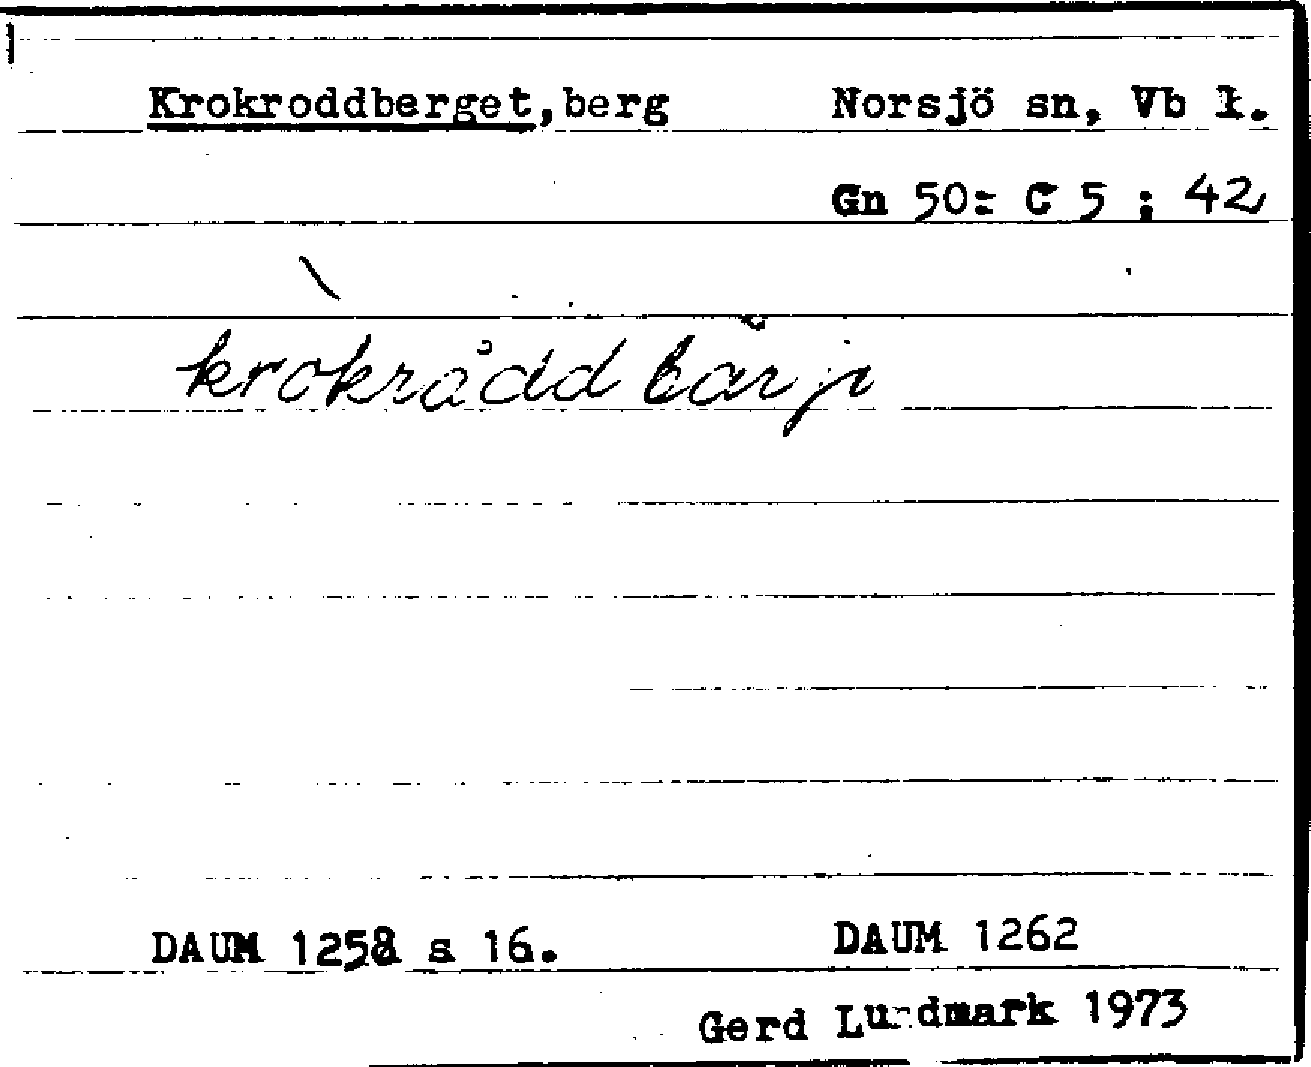 Krokroddberget, berg Norsjö sn, Vb l.
Gn 50: C 5 : 42
krokrådd bärje
DAUM 1258 s 16. DAUM 1262
Gerd Lundmark 1973